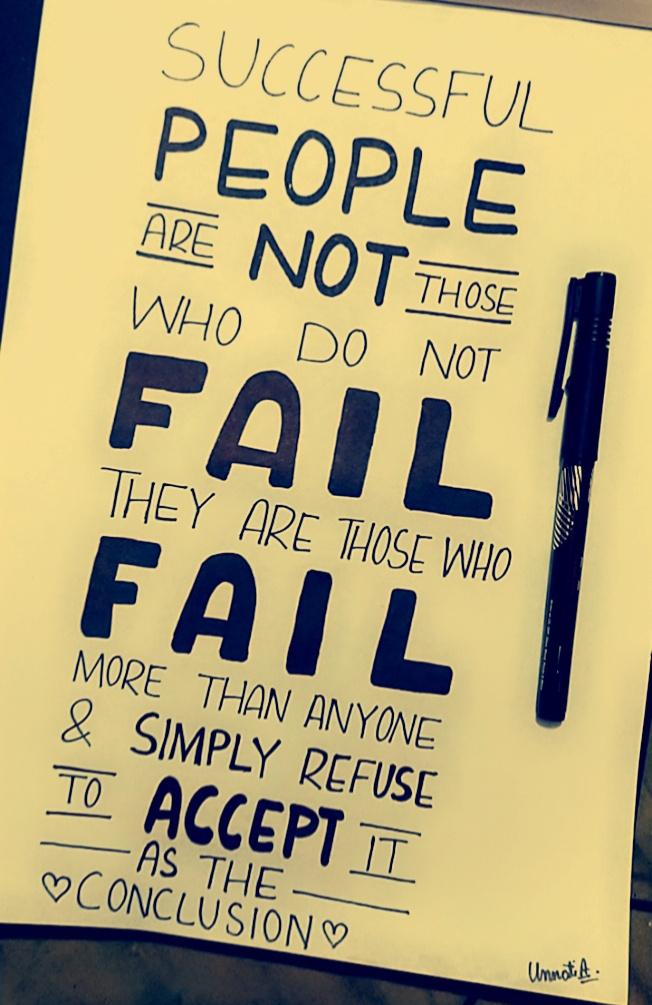 SUCCESSFUL
PEOPLE
ARE NOT THOSE
WHO DO NOT
FAIL
THEY ARE THOSE WHO
FAIL
MORE THAN ANYONE
& SIMPLY REFUSE
TO ACCEPT IT
AS THE
♡CONCLUSION♡
Unnati A.